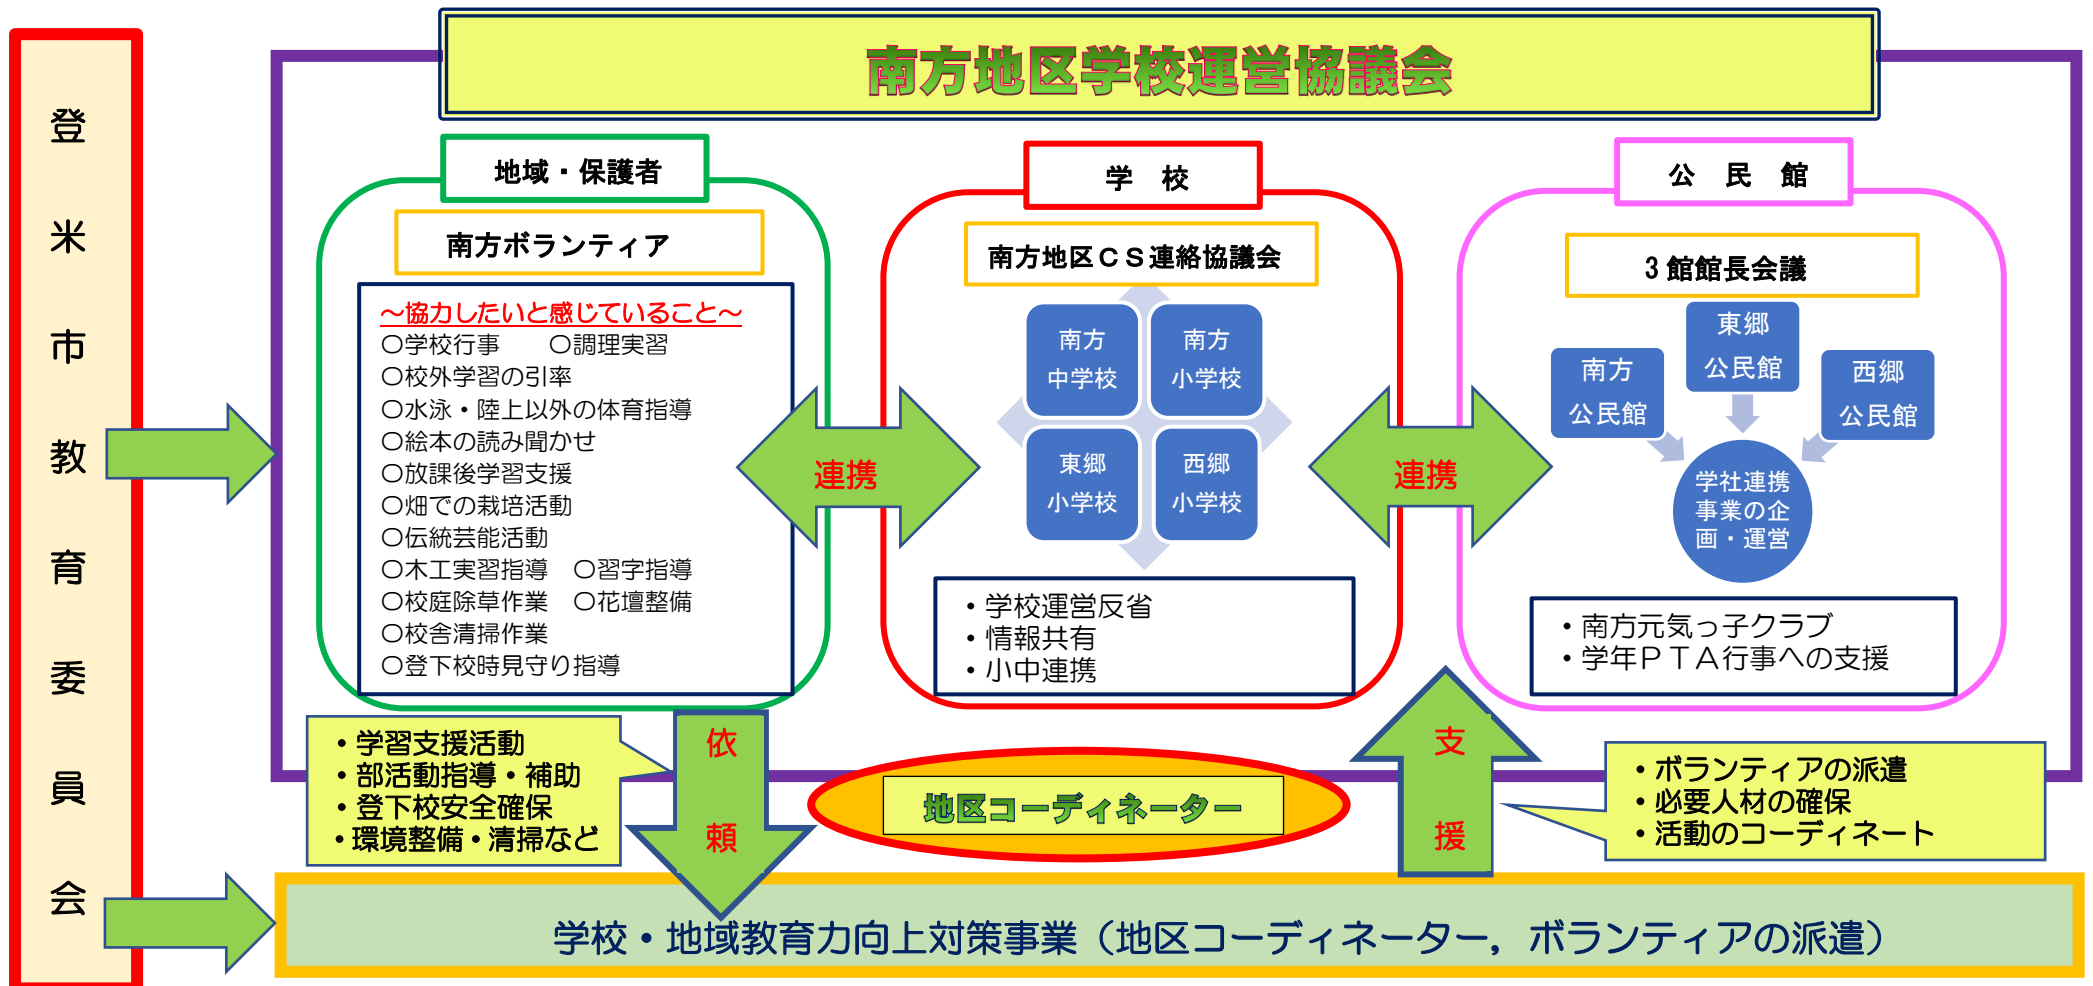 登米市教育委員会
南方地区学校運営協議会
地域・保護者
南方ボランティア
～協力したいと感じていること～
〇学校行事　　〇調理実習
〇校外学習の引率
〇水泳・陸上以外の体育指導
〇絵本の読み聞かせ
〇放課後学習支援
〇畑での栽培活動
〇伝統芸能活動
〇木工実習指導　〇習字指導
〇校庭除草作業　〇花壇整備
〇校舎清掃作業
〇登下校時見守り指導
連携
学　校
南方地区ＣＳ連絡協議会
南方
中学校
南方
小学校
東郷
小学校
西郷
小学校
・学校運営反省
・情報共有
・小中連携
連携
公　民　館
3館館長会議
南方
公民館
東郷
公民館
西郷
公民館
学社連携
事業の企
画・運営
・南方元気っ子クラブ
・学年ＰＴＡ行事への支援
・学習支援活動
・部活動指導・補助
・登下校安全確保
・環境整備・清掃など
依頼
地区コーディネーター
支援
・ボランティアの派遣
・必要人材の確保
・活動のコーディネート
学校・地域教育力向上対策事業（地区コーディネーター，ボランティアの派遣）